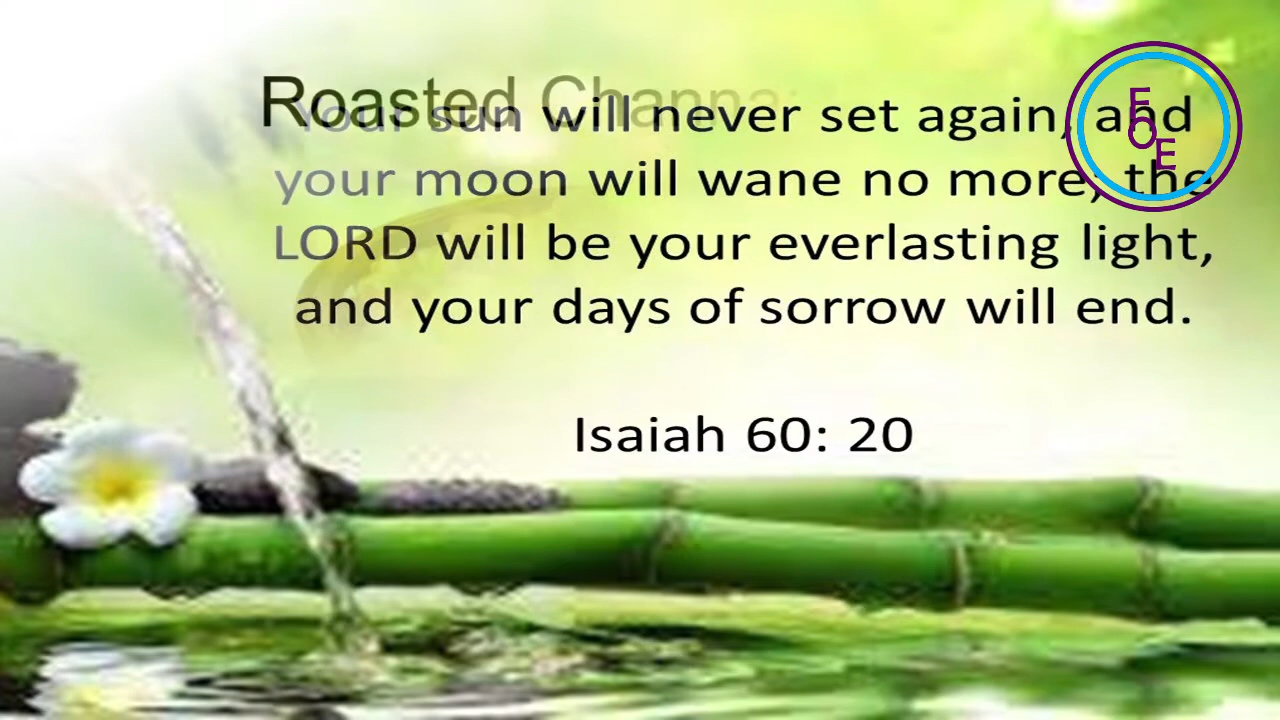 Roasted Channa
Your sun will never set again, and
your moon will wane no more; the
LORD will be your everlasting light,
and your days of sorrow will end.
Isaiah 60: 20
F
O
E